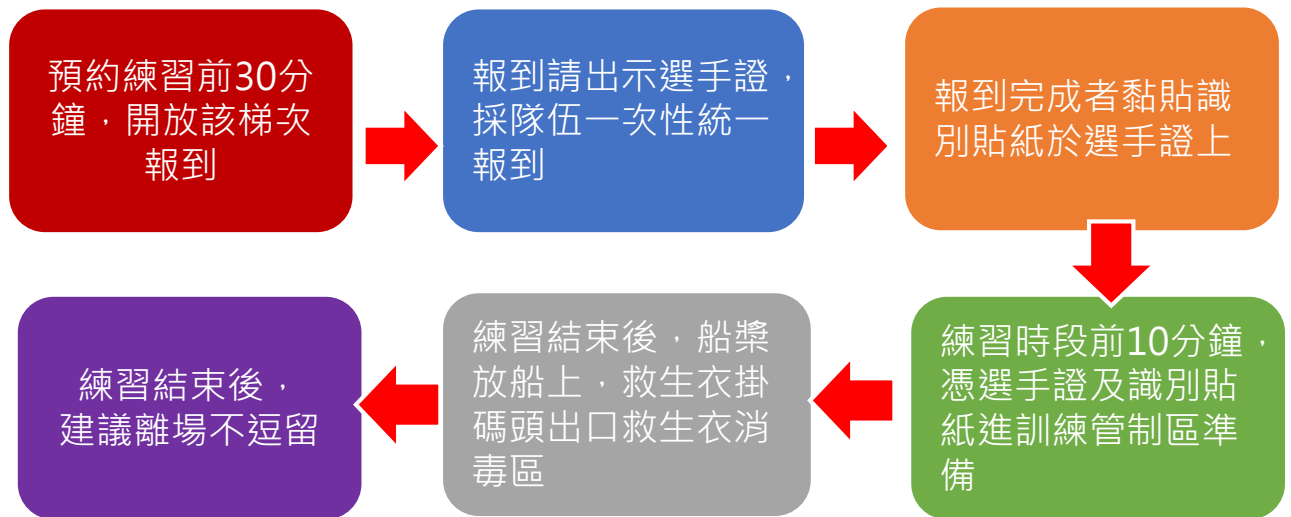 預約練習前30分
鐘，開放該梯次
報到
報到請出示選手證，
採隊伍一次性統一
報到
報到完成者黏貼識
別貼紙於選手證上
練習時段前10分鐘，
憑選手證及識別貼
紙進訓練管制區準
備
練習結束後，船槳
放船上，救生衣掛
碼頭出口救生衣消
毒區
練習結束後，
建議離場不逗留